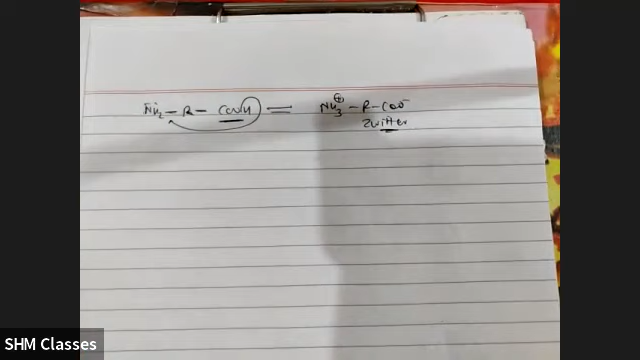 NH₂ – R – COOH ⇌ NH₃⊕ – R – COO⁻
Zwitter
SHM Classes